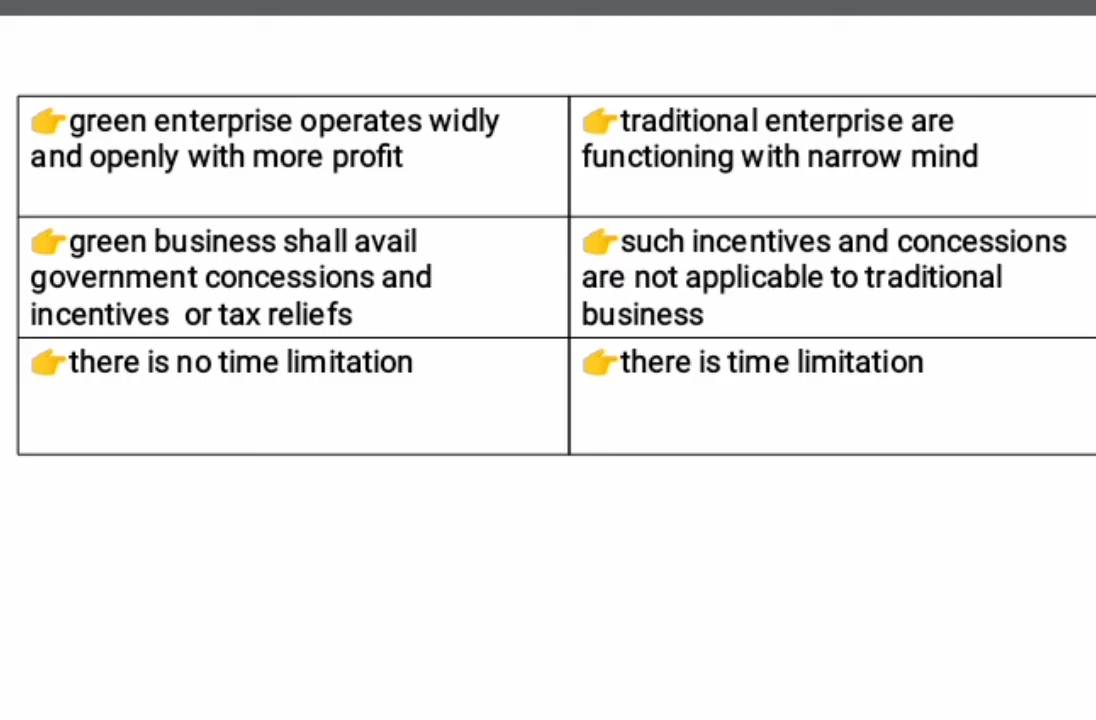 👉green enterprise operates widly
and openly with more profit
👉traditional enterprise are
functioning with narrow mind
👉green business shall avail
government concessions and
incentives  or tax reliefs
👉such incentives and concessions
are not applicable to traditional
business
👉there is no time limitation
👉there is time limitation